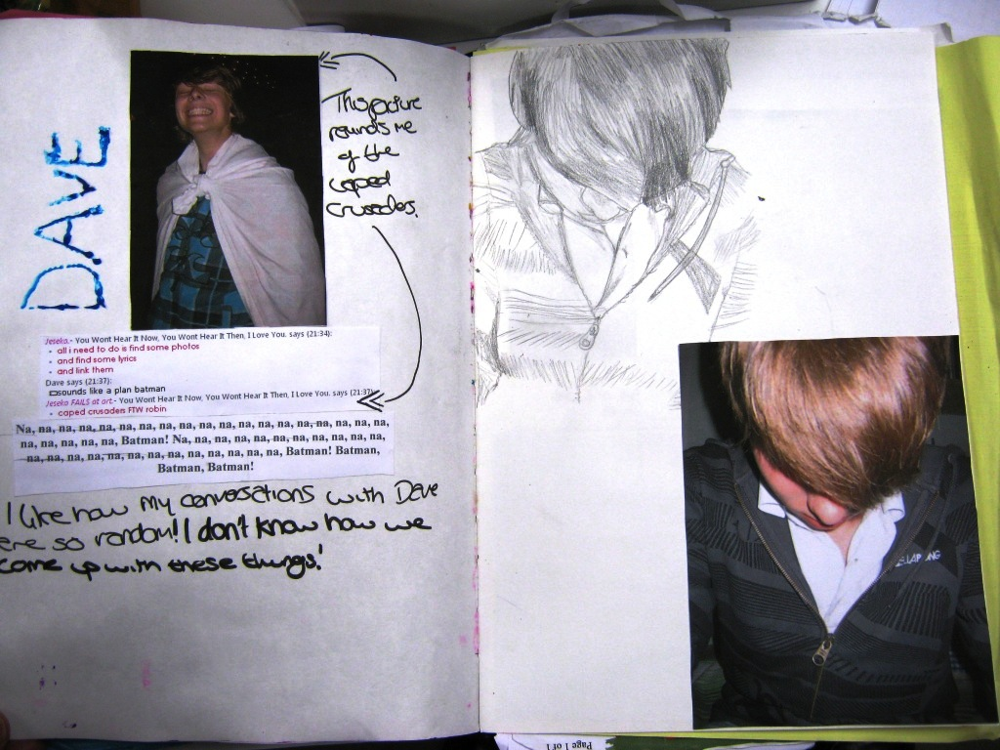 DAVE
This picture
reminds me
of the
caped
crusaders.
Jeseka.- You Wont Hear It Now, You Wont Hear It Then, I Love You. says (21:34):
all i need to do is find some photos
and find some lyrics
and link them
Dave says (21:37):
sounds like a plan batman
Jeseka FAILS at art.- You Wont Hear It Now, You Wont Hear It Then, I Love You. says (21:37
caped crusaders FTW robin
Na, na, na, na, na, na, na, na, na, na, na, na, na, na, na, na, na, na, na,
na, na, na, na, na, Batman! Na, na, na, na, na, na, na, na, na, na, na,
na, na, na, na, na, na, na, na, na, na, na, na, na, Batman! Batman,
Batman, Batman!
I like how my conversations with Dave
are so random! I don't know how we
come up with these things!
Page 1 of 1